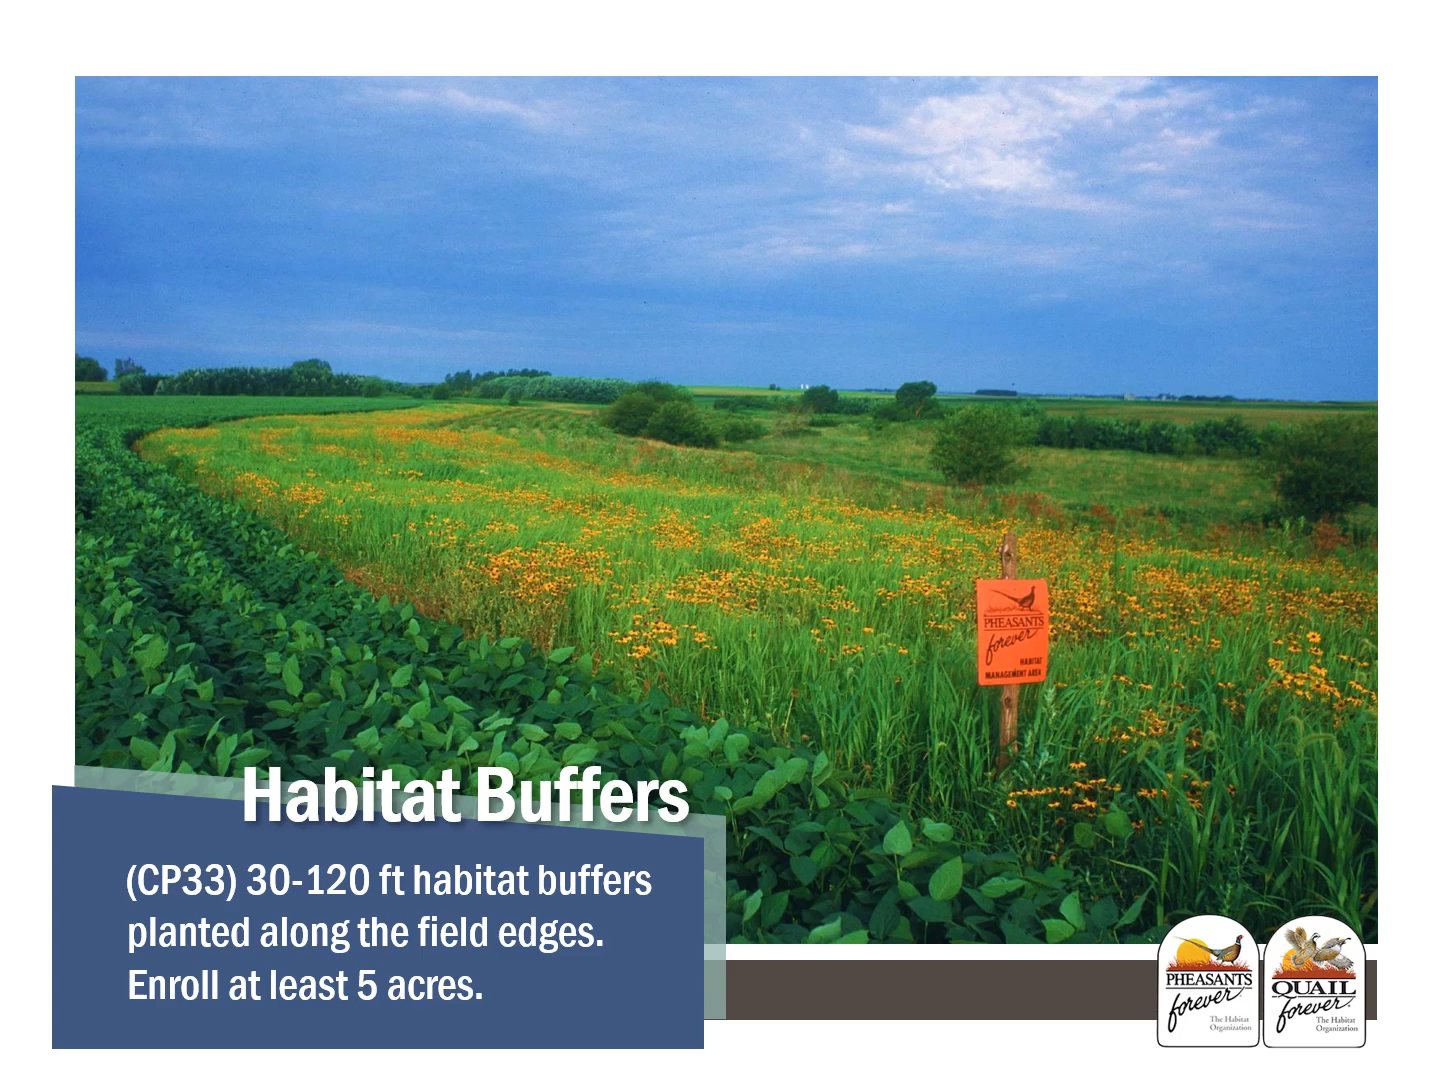 PHEASANTS
forever
HABITAT
MANAGEMENT AREA
Habitat Buffers
(CP33) 30-120 ft habitat buffers
planted along the field edges.
Enroll at least 5 acres.
PHEASANTS
forever
The Habitat
Organization
QUAIL
forever
The Habitat
Organization